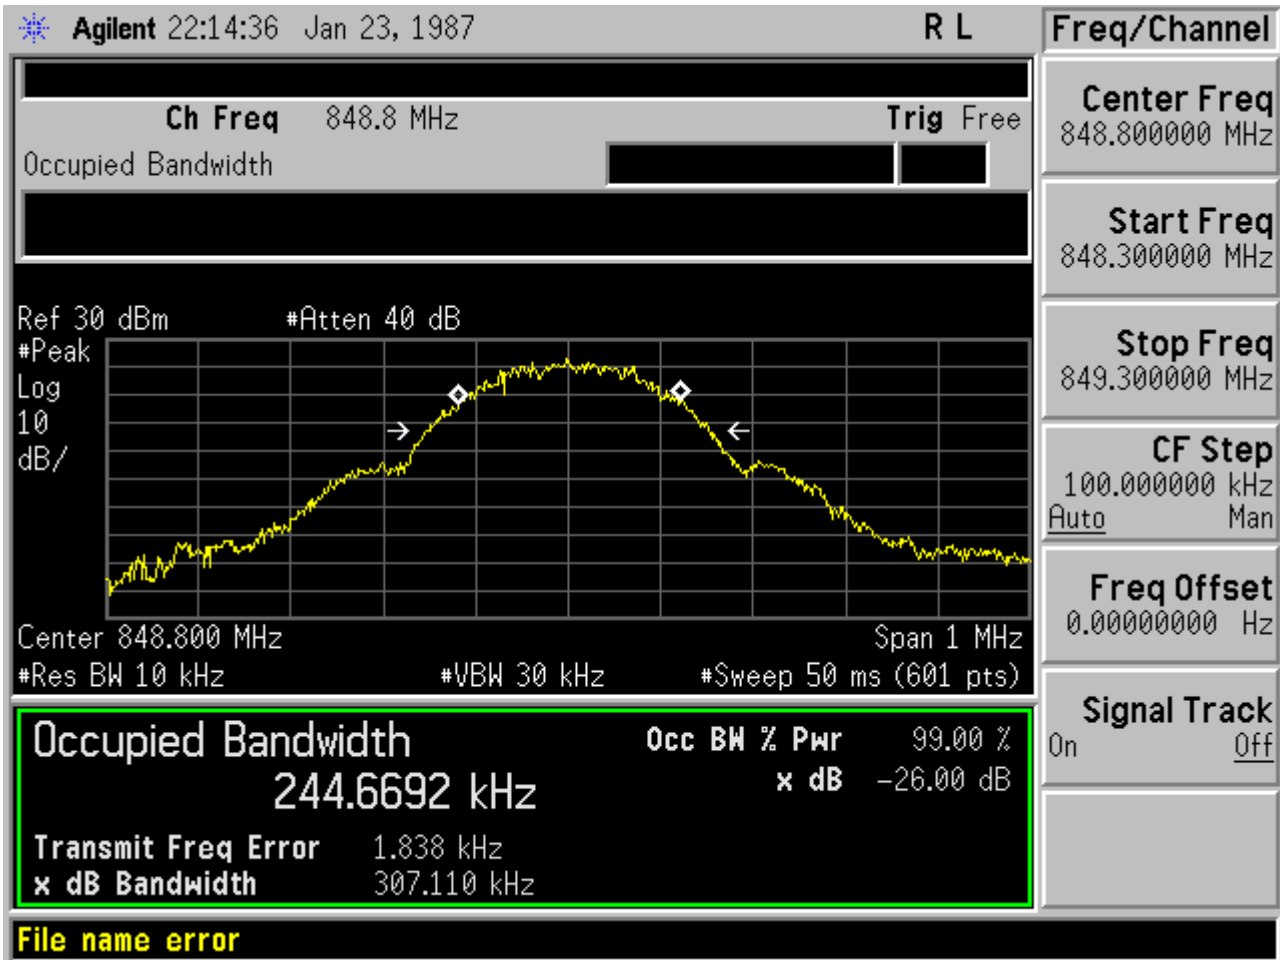 Agilent 22:14:36 Jan 23, 1987 R L
Freq/Channel
Ch Freq 848.8 MHz Trig Free
Occupied Bandwidth
Center Freq
848.800000 MHz
Start Freq
848.300000 MHz
Stop Freq
849.300000 MHz
CF Step
100.000000 kHz
Auto Man
Freq Offset
0.00000000 Hz
Signal Track
On Off
Ref 30 dBm #Atten 40 dB
#Peak
Log
10
dB/
Center 848.800 MHz Span 1 MHz
#Res BW 10 kHz #VBW 30 kHz #Sweep 50 ms (601 pts)
Occupied Bandwidth Occ BW % Pwr 99.00 %
244.6692 kHz x dB -26.00 dB
Transmit Freq Error 1.838 kHz
x dB Bandwidth 307.110 kHz
File name error